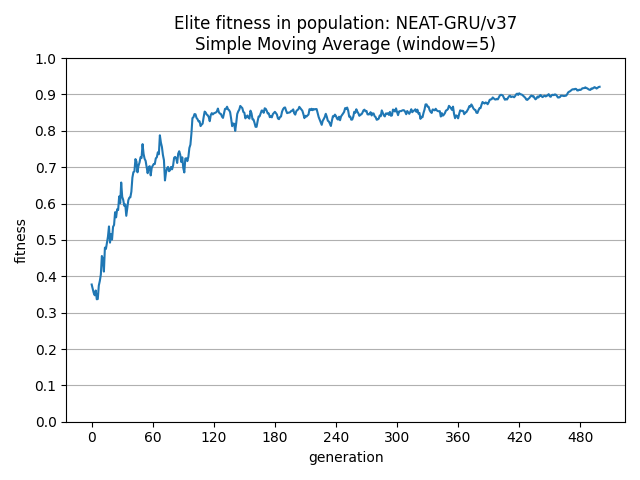 Elite fitness in population: NEAT-GRU/v37
Simple Moving Average (window=5)
1.0
0.9
0.8
0.7
0.6
0.5
0.4
0.3
0.2
0.1
0.0
fitness
0 60 120 180 240 300 360 420 480
generation